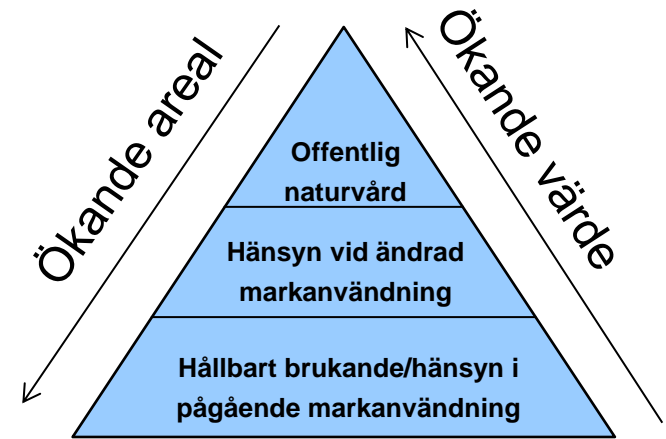 Ökande areal
Ökande värde
Offentlig
naturvård
Hänsyn vid ändrad
markanvändning
Hållbart brukande/hänsyn i
pågående markanvändning